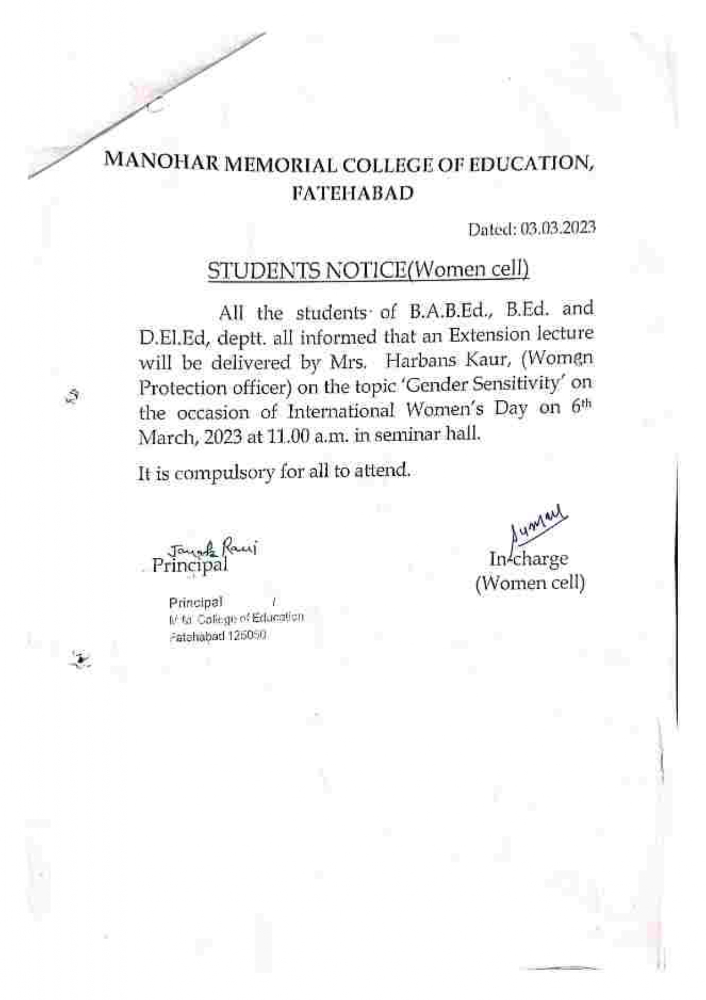 MANOHAR MEMORIAL COLLEGE OF EDUCATION,
FATEHABAD
Dated: 03.03.2023
STUDENTS NOTICE(Women cell)
All the students of B.A.B.Ed., B.Ed. and
D.El.Ed, deptt. all informed that an Extension lecture
will be delivered by Mrs. Harbans Kaur, (Women
Protection officer) on the topic 'Gender Sensitivity' on
the occasion of International Women's Day on 6th
March, 2023 at 11.00 a.m. in seminar hall.
It is compulsory for all to attend.
Suman
Janak Rani
Principal
In-charge
(Women cell)
Principal
College of Education
Fatehabad